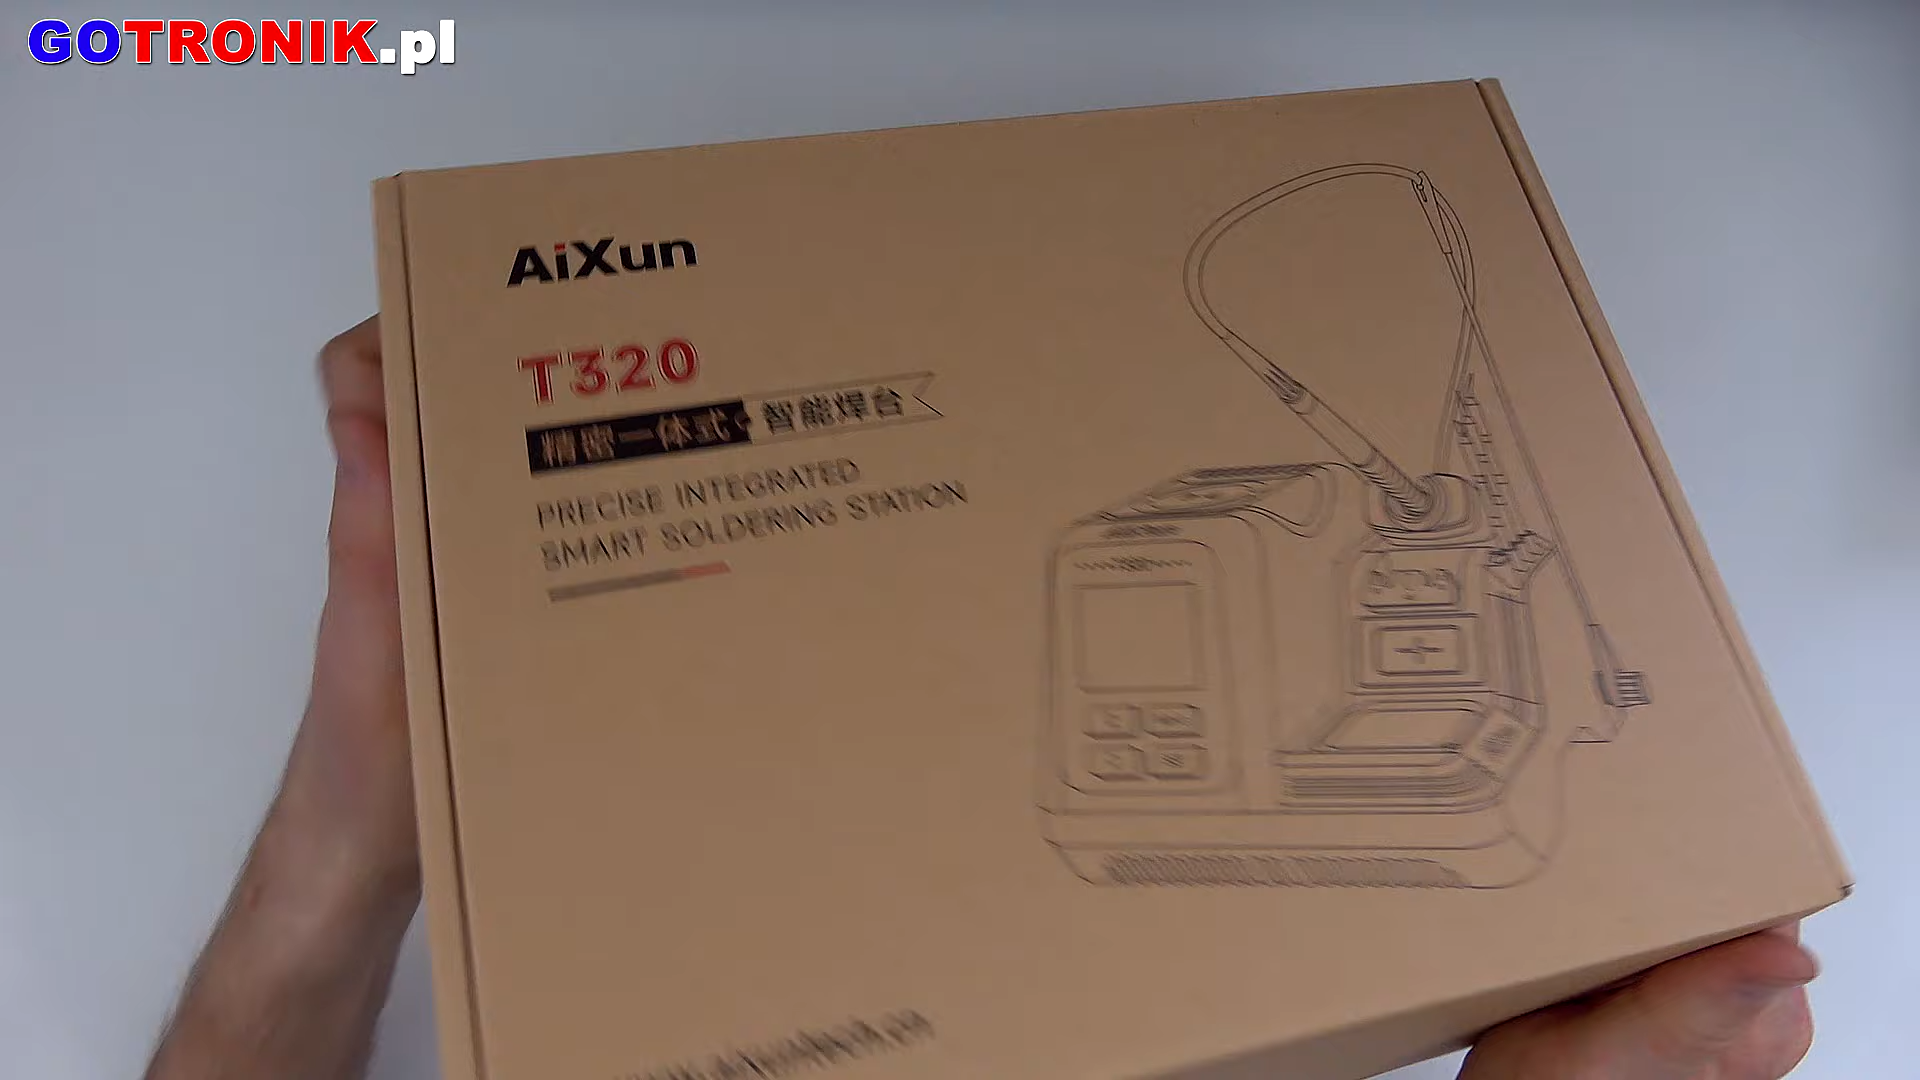 GOTRONIK.pl
AiXun
T320
精密一体式 智能焊台
PRECISE INTEGRATED
SMART SOLDERING STATION